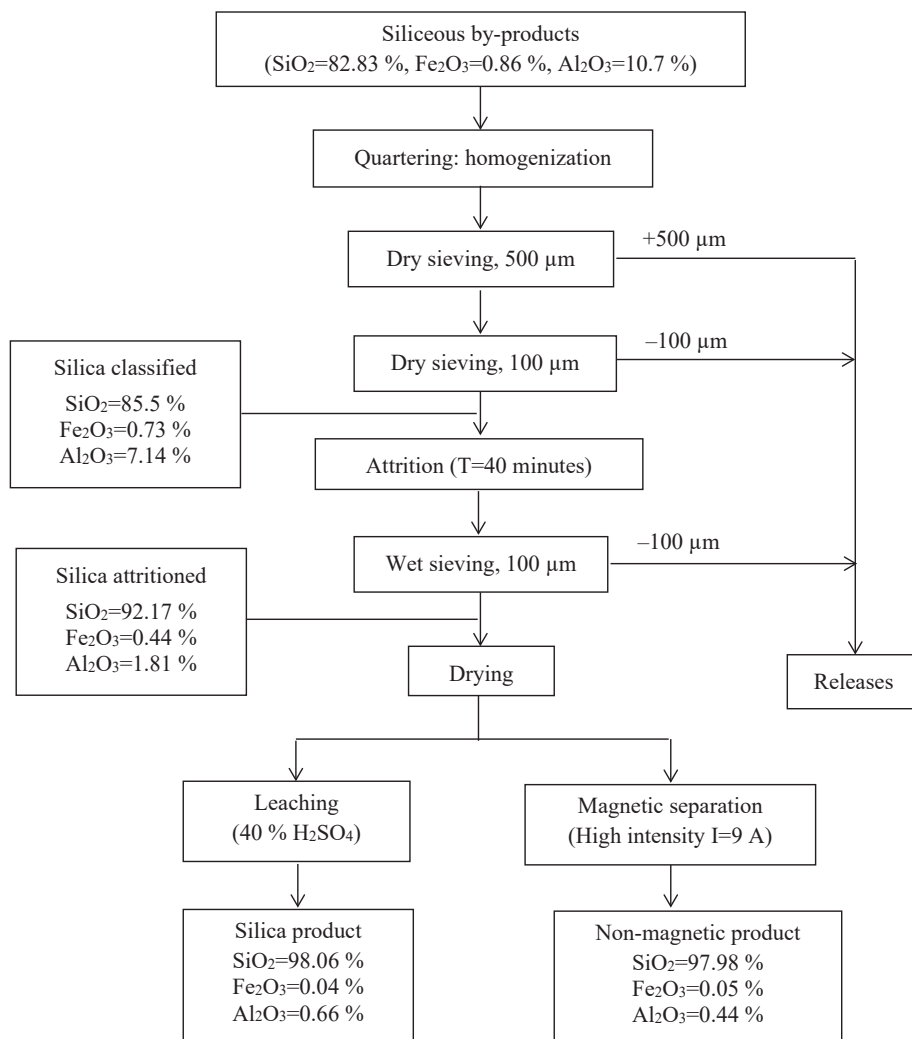 Siliceous by-products
(SiO₂=82.83 %, Fe₂O₃=0.86 %, Al₂O₃=10.7 %)
Quartering: homogenization
Dry sieving, 500 µm
+500 µm
Dry sieving, 100 µm
–100 µm
Silica classified
SiO₂=85.5 %
Fe₂O₃=0.73 %
Al₂O₃=7.14 %
Attrition (T=40 minutes)
Wet sieving, 100 µm
–100 µm
Silica attritioned
SiO₂=92.17 %
Fe₂O₃=0.44 %
Al₂O₃=1.81 %
Drying
Releases
Leaching
(40 % H₂SO₄)
Magnetic separation
(High intensity I=9 A)
Silica product
SiO₂=98.06 %
Fe₂O₃=0.04 %
Al₂O₃=0.66 %
Non-magnetic product
SiO₂=97.98 %
Fe₂O₃=0.05 %
Al₂O₃=0.44 %